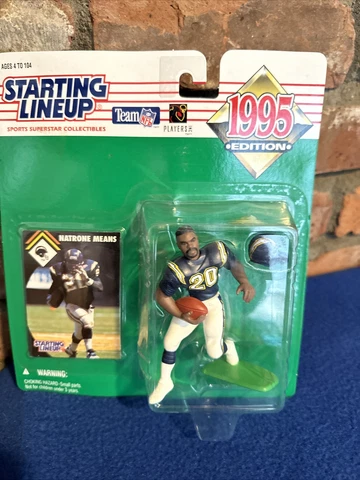 AGES 4 TO 104
STARTING
LINEUP
SPORTS SUPERSTAR COLLECTIBLES
Team NFL
PLAYERS
1995
EDITION
NATRONE MEANS
20
STARTING
LINEUP
WARNING:
CHOKING HAZARD-Small parts.
Not for children under 3 years.